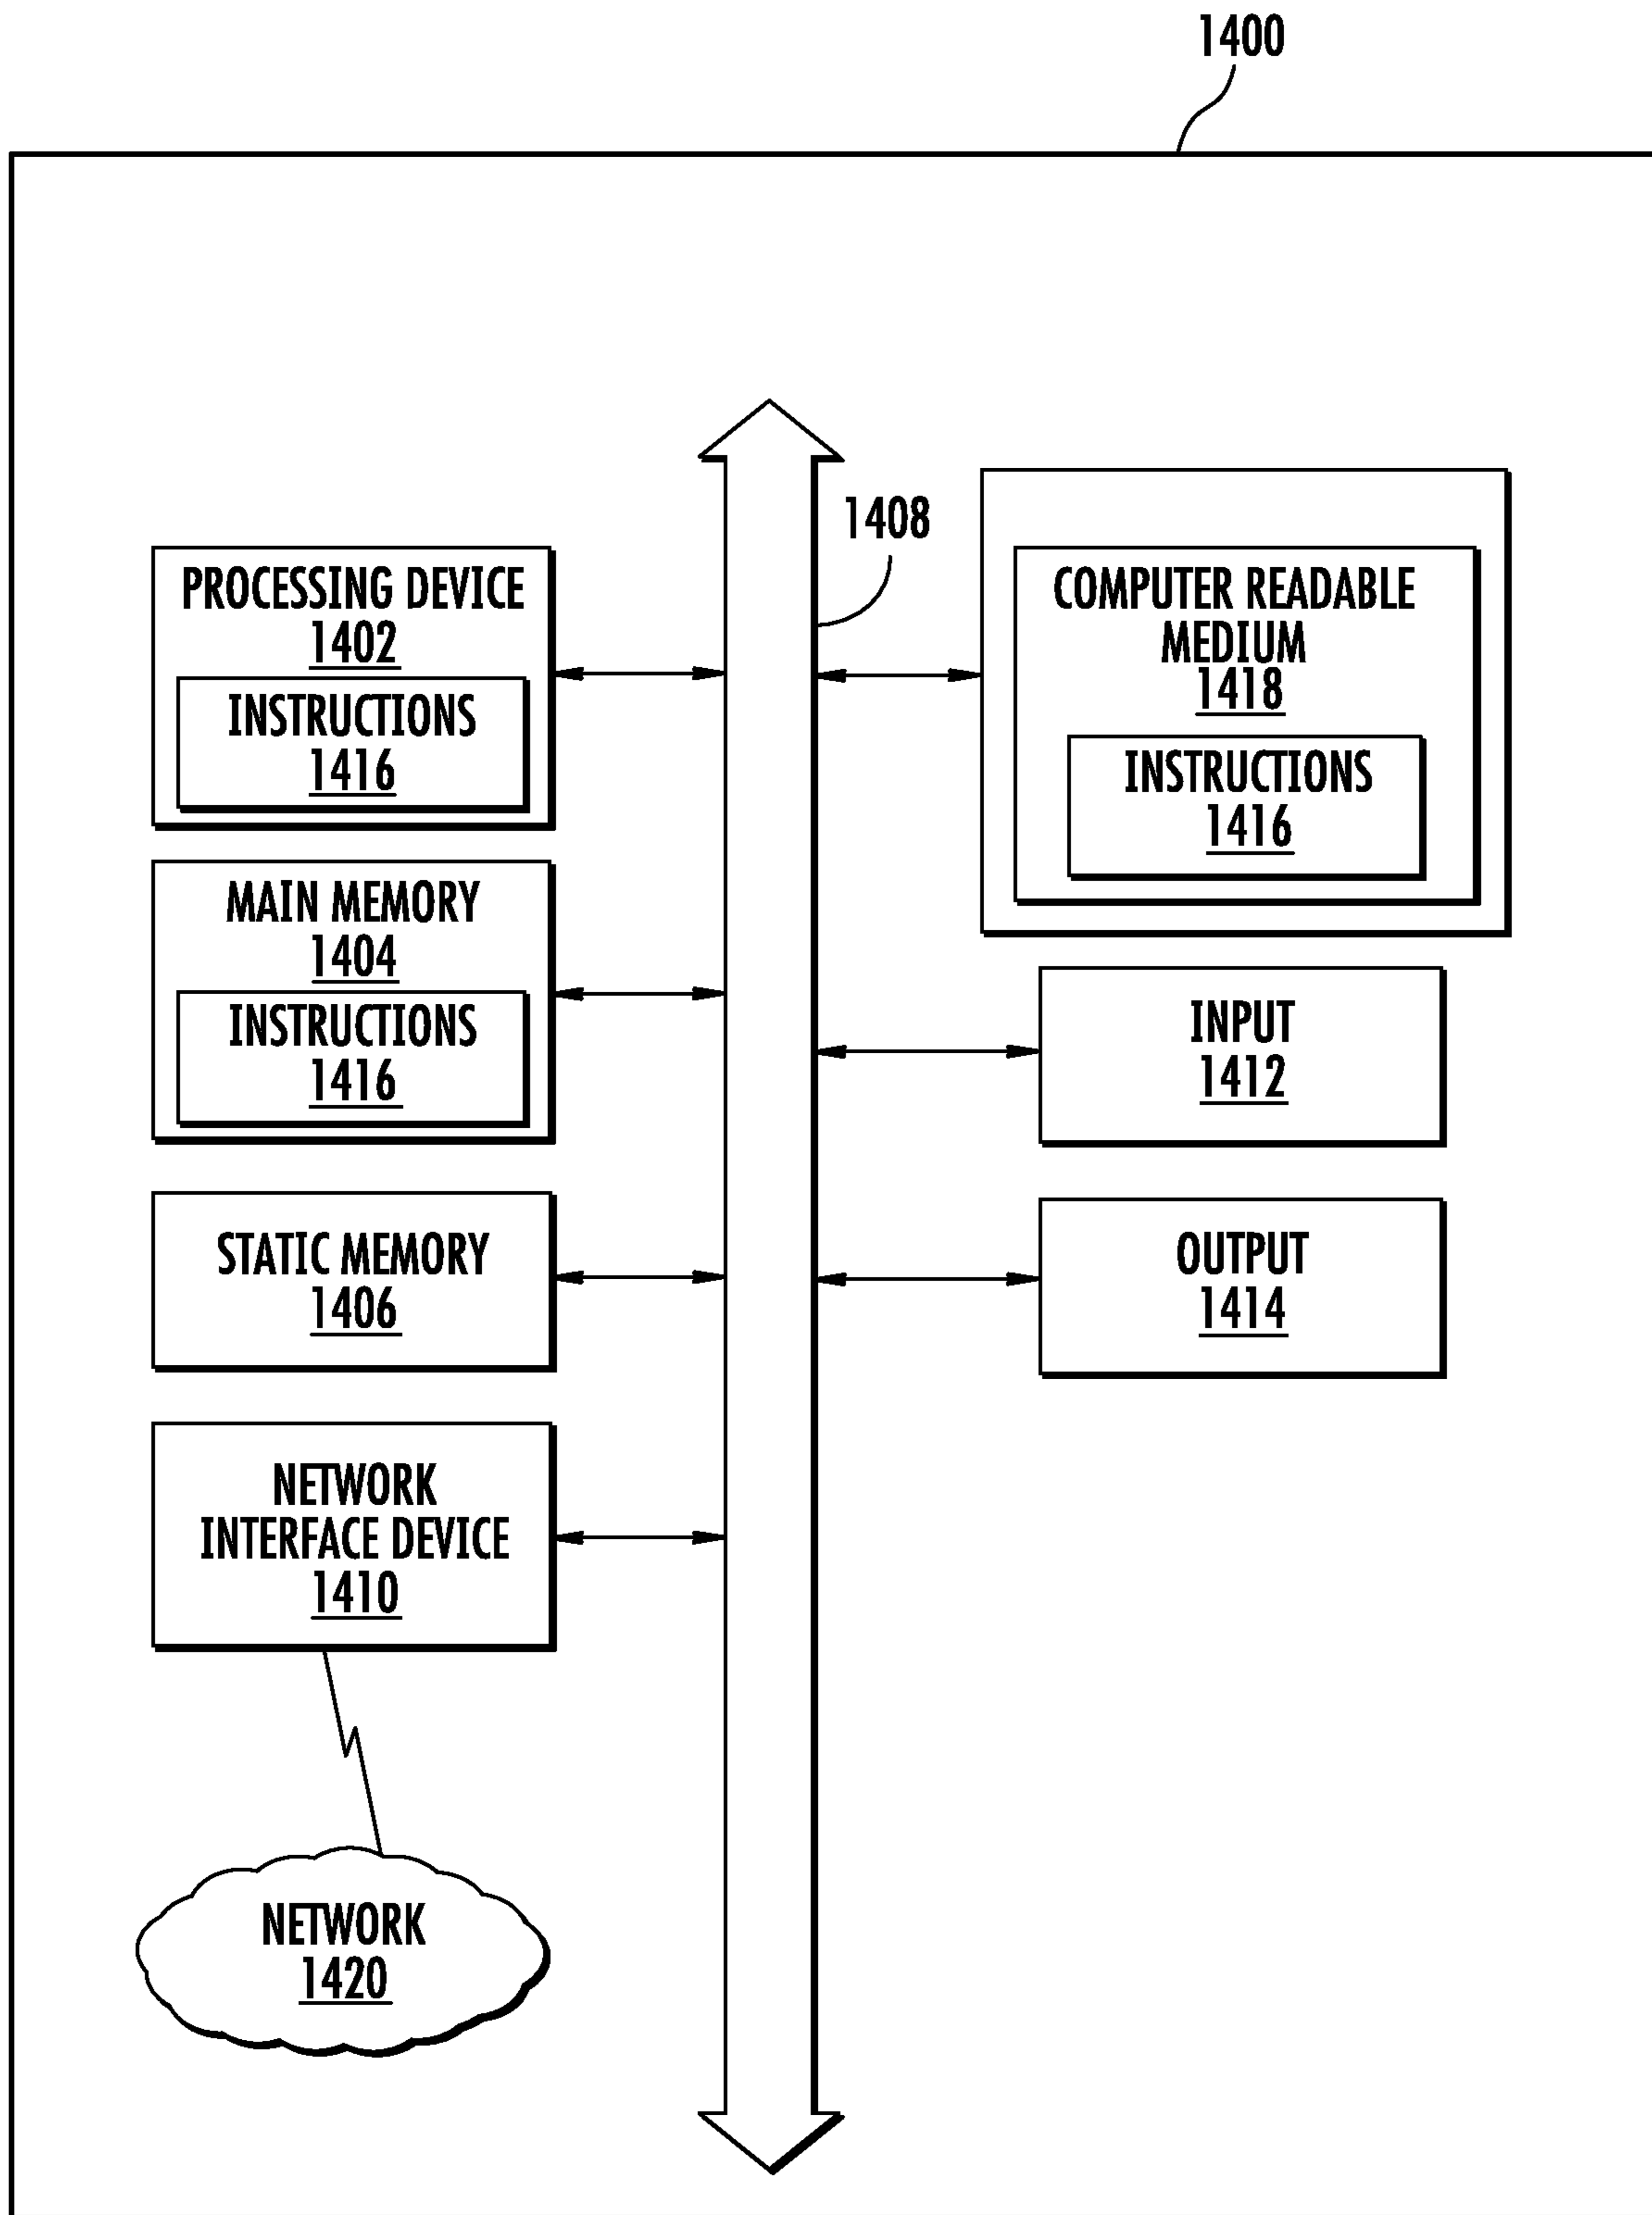 1400
1408
PROCESSING DEVICE
1402
INSTRUCTIONS
1416
MAIN MEMORY
1404
INSTRUCTIONS
1416
STATIC MEMORY
1406
NETWORK
INTERFACE DEVICE
1410
NETWORK
1420
COMPUTER READABLE
MEDIUM
1418
INSTRUCTIONS
1416
INPUT
1412
OUTPUT
1414